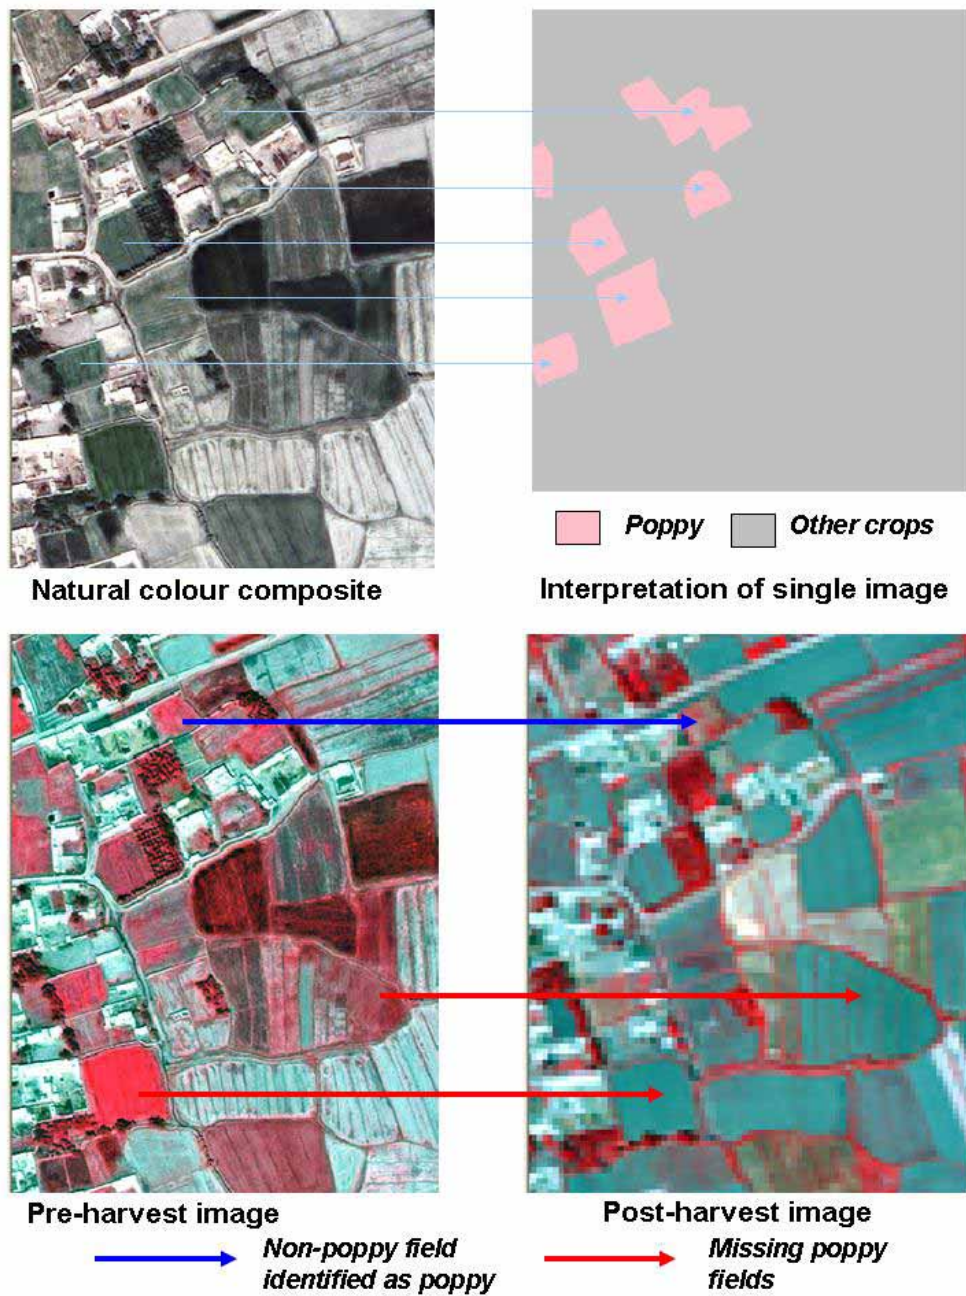 Poppy
Other crops
Natural colour composite
Interpretation of single image
Pre-harvest image
Post-harvest image
Non-poppy field
identified as poppy
Missing poppy
fields